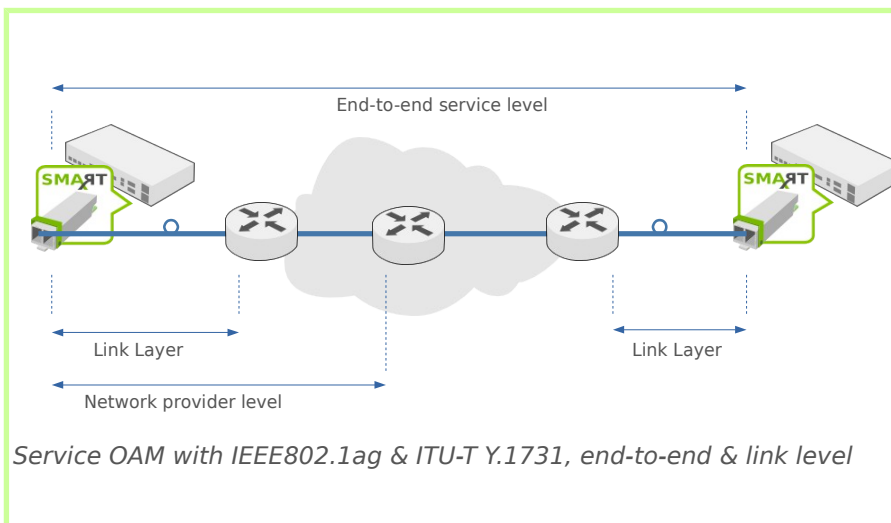 End-to-end service level
SMART
SMART
Link Layer
Link Layer
Network provider level
Service OAM with IEEE802.1ag & ITU-T Y.1731, end-to-end & link level